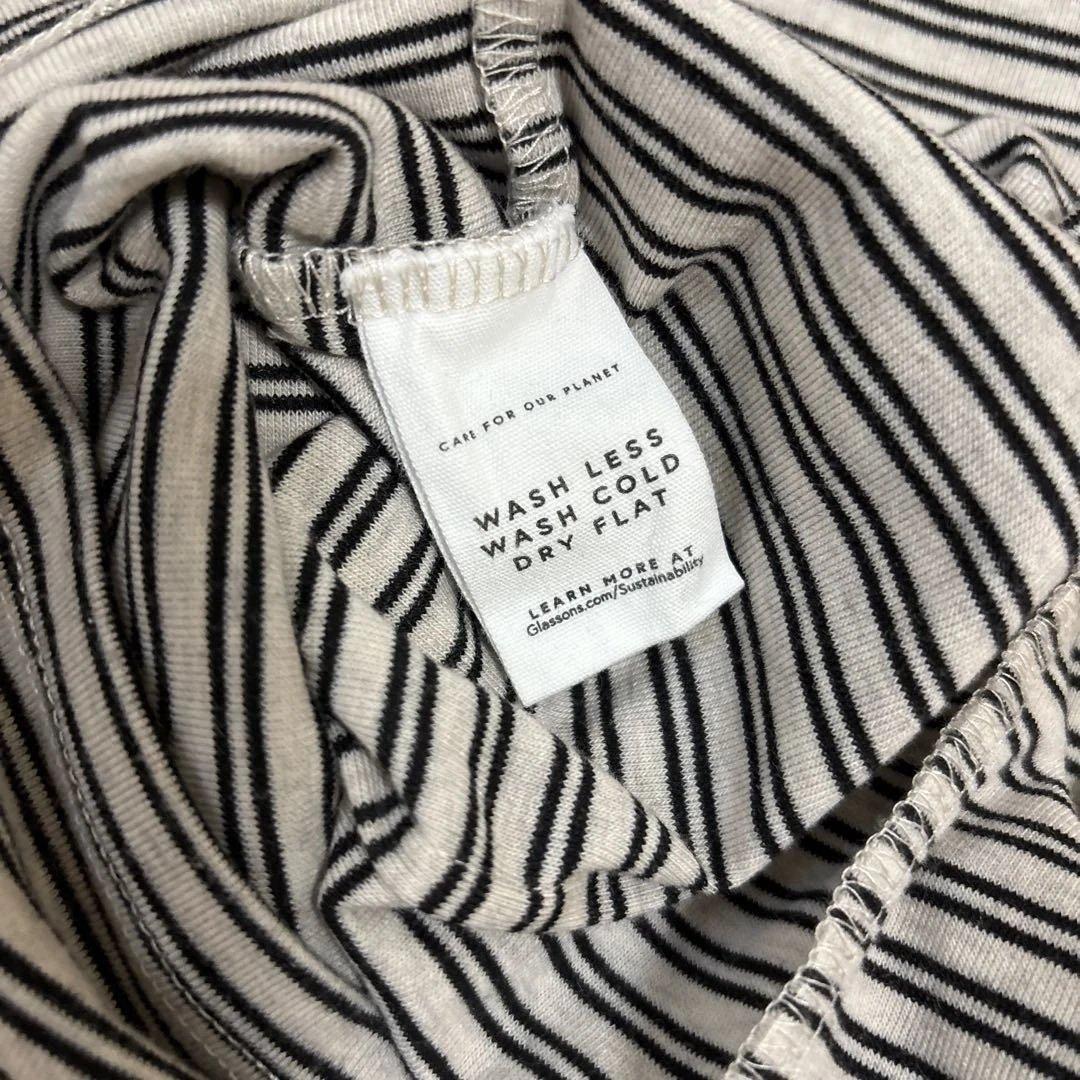 CARE FOR OUR PLANET
WASH LESS
WASH COLD
DRY FLAT
LEARN MORE AT
Glassons.com/Sustainability